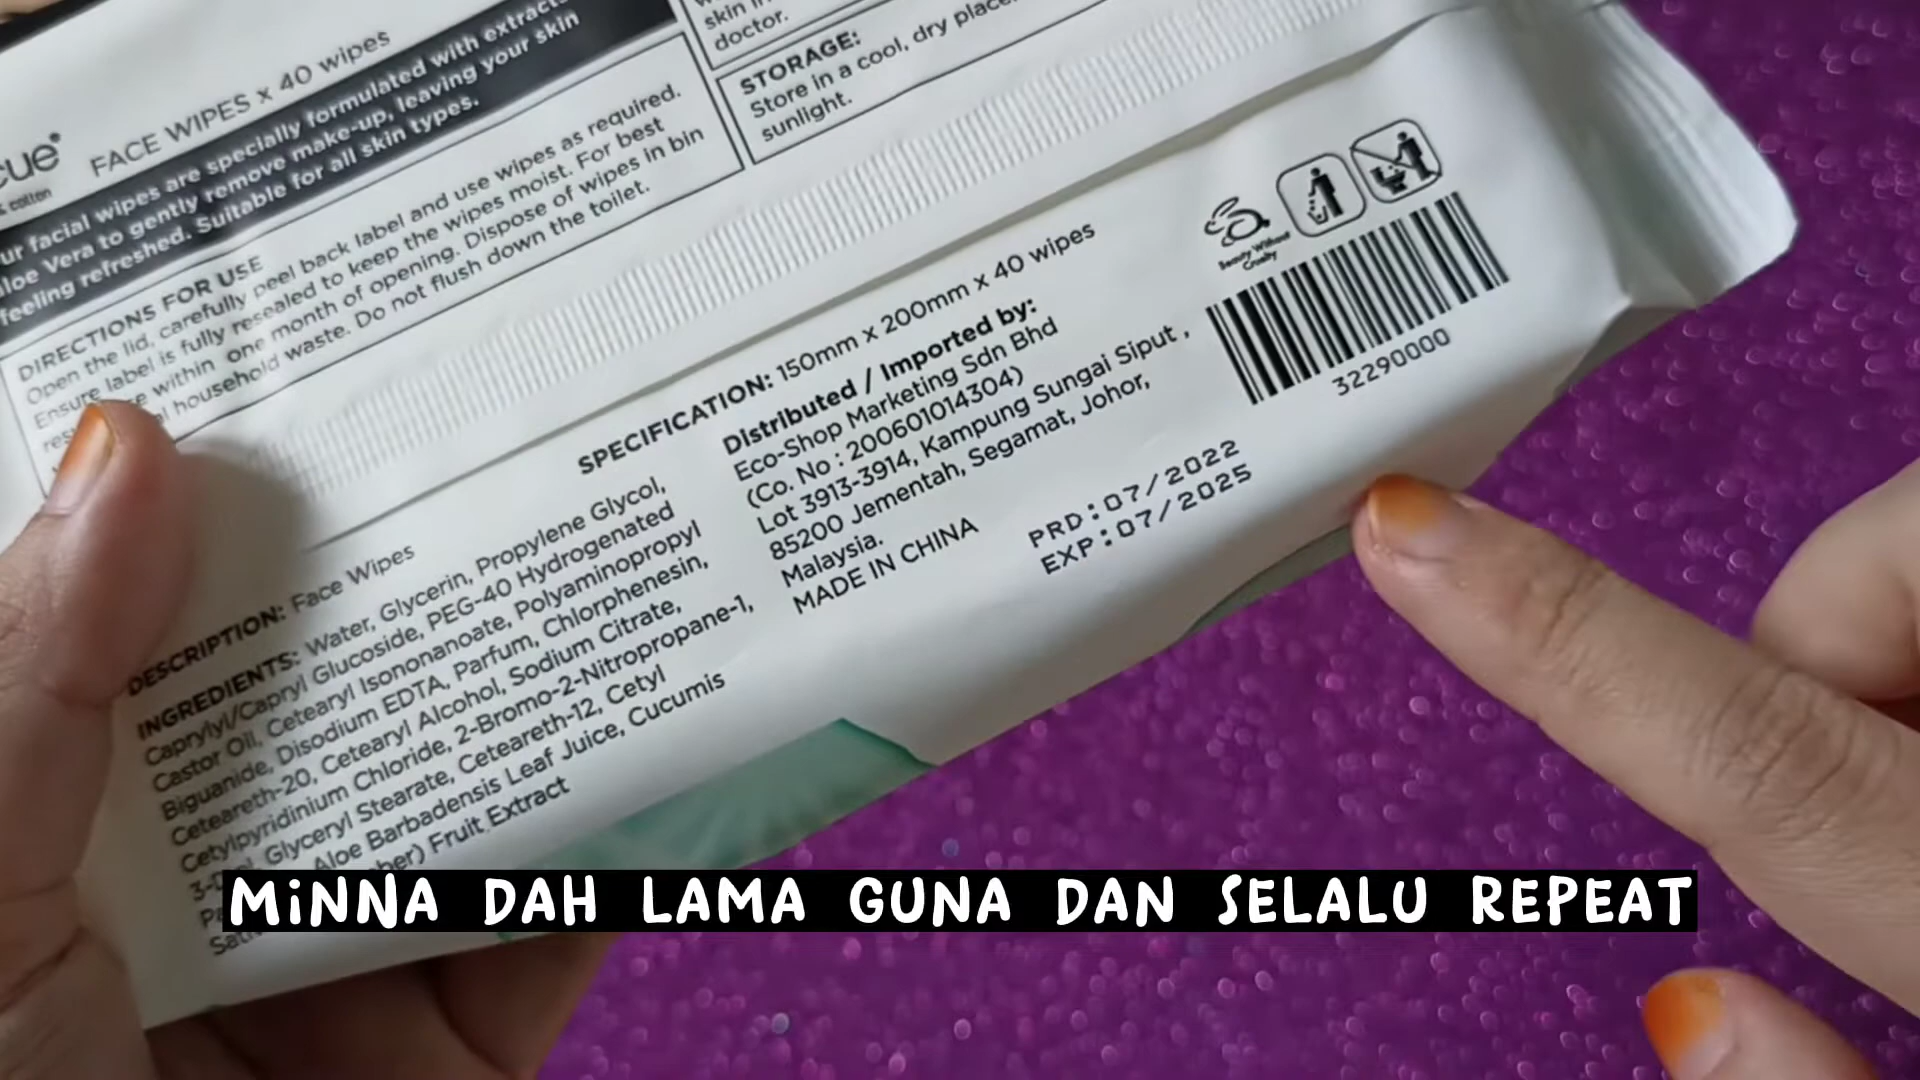 FACE WIPES x 40 wipes
& cotton
ur facial wipes are specially formulated with extracts
Aloe Vera to gently remove make-up, leaving your skin
feeling refreshed. Suitable for all skin types.
DIRECTIONS FOR USE
Open the lid, carefully peel back label and use wipes as required.
Ensure label is fully resealed to keep the wipes moist. For best
within one month of opening. Dispose of wipes in bin
household waste. Do not flush down the toilet.
skin
doctor.
STORAGE:
Store in a cool, dry place
sunlight.
SPECIFICATION: 150mm x 200mm x 40 wipes
DESCRIPTION: Face Wipes
INGREDIENTS: Water, Glycerin, Propylene Glycol,
Caprylyl/Capryl Glucoside, PEG-40 Hydrogenated
Castor Oil, Cetearyl Isononanoate, Polyaminopropyl
Biguanide, Disodium EDTA, Parfum, Chlorphenesin,
Ceteareth-20, Cetearyl Alcohol, Sodium Citrate,
Cetylpyridinium Chloride, 2-Bromo-2-Nitropropane-1,
Glyceryl Stearate, Ceteareth-12, Cetyl
Aloe Barbadensis Leaf Juice, Cucumis
Fruit Extract
Distributed / Imported by:
Eco-Shop Marketing Sdn Bhd
(Co. No : 200601014304)
Lot 3913-3914, Kampung Sungai Siput ,
85200 Jementah, Segamat, Johor,
Malaysia.
MADE IN CHINA
PRD:07/2022
EXP:07/2025
Beauty Without
Cruelty
32290000
MINNA DAH LAMA GUNA DAN SELALU REPEAT